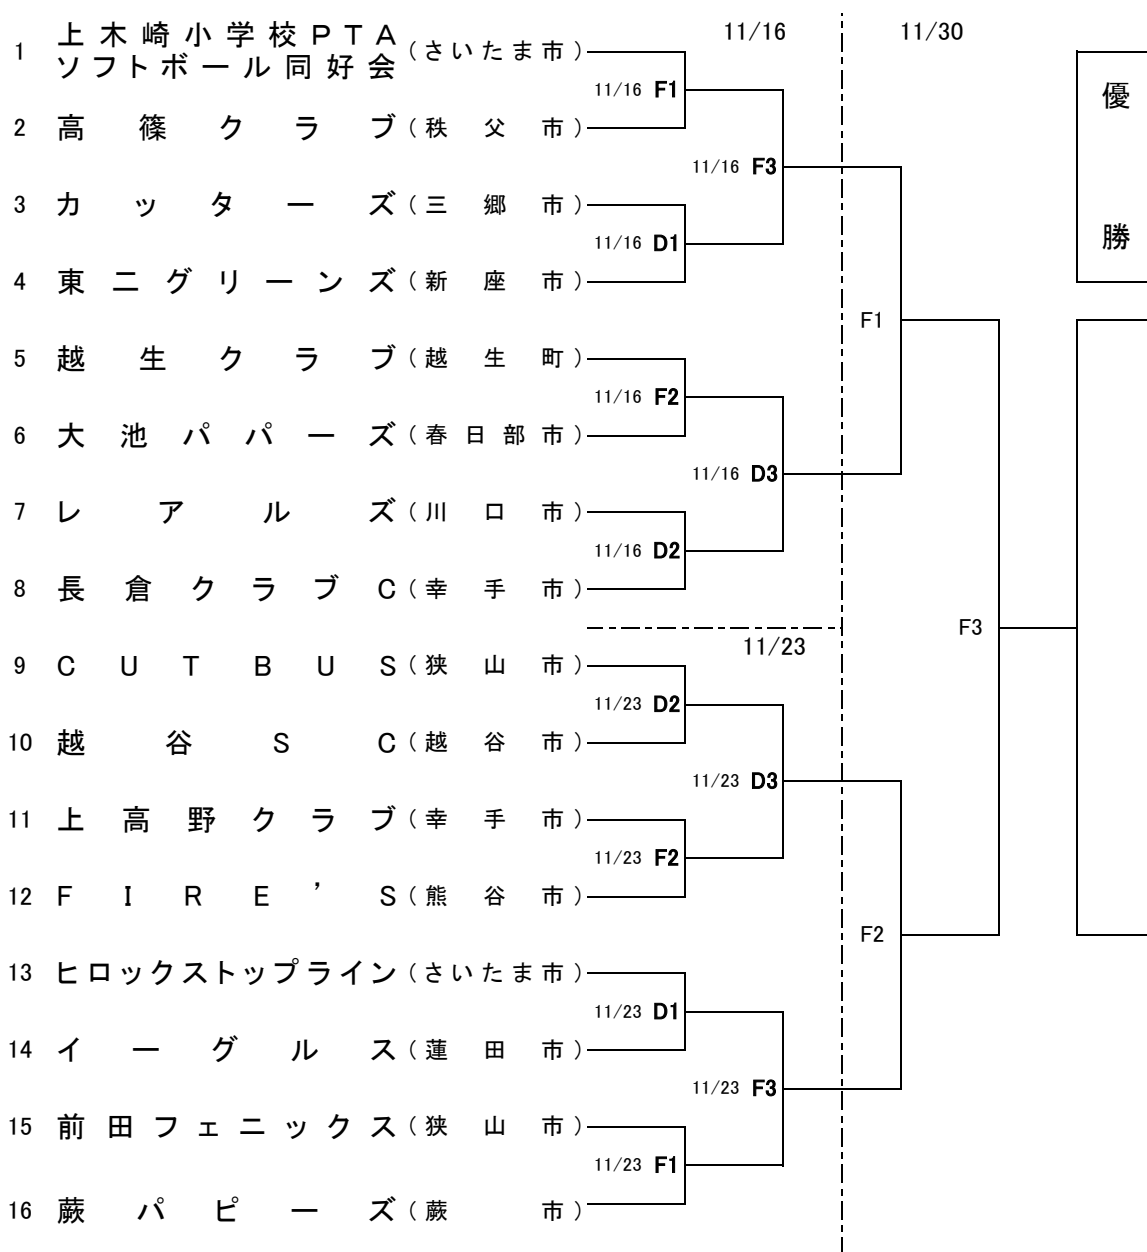 11/16
11/30
1 上木崎小学校PTA
ソフトボール同好会(さいたま市)
11/16 F1
優
2 高篠クラブ(秩父市)
11/16 F3
3 カッターズ(三郷市)
11/16 D1
勝
4 東二グリーンズ(新座市)
F1
5 越生クラブ(越生町)
11/16 F2
6 大池パパーズ(春日部市)
11/16 D3
7 レアルズ(川口市)
11/16 D2
8 長倉クラブC(幸手市)
F3
11/23
9 CUTBUS(狭山市)
11/23 D2
10 越谷SC(越谷市)
11/23 D3
11 上高野クラブ(幸手市)
11/23 F2
12 FIRE'S(熊谷市)
F2
13 ヒロックストップライン(さいたま市)
11/23 D1
14 イーグルス(蓮田市)
11/23 F3
15 前田フェニックス(狭山市)
11/23 F1
16 蕨パピーズ(蕨市)